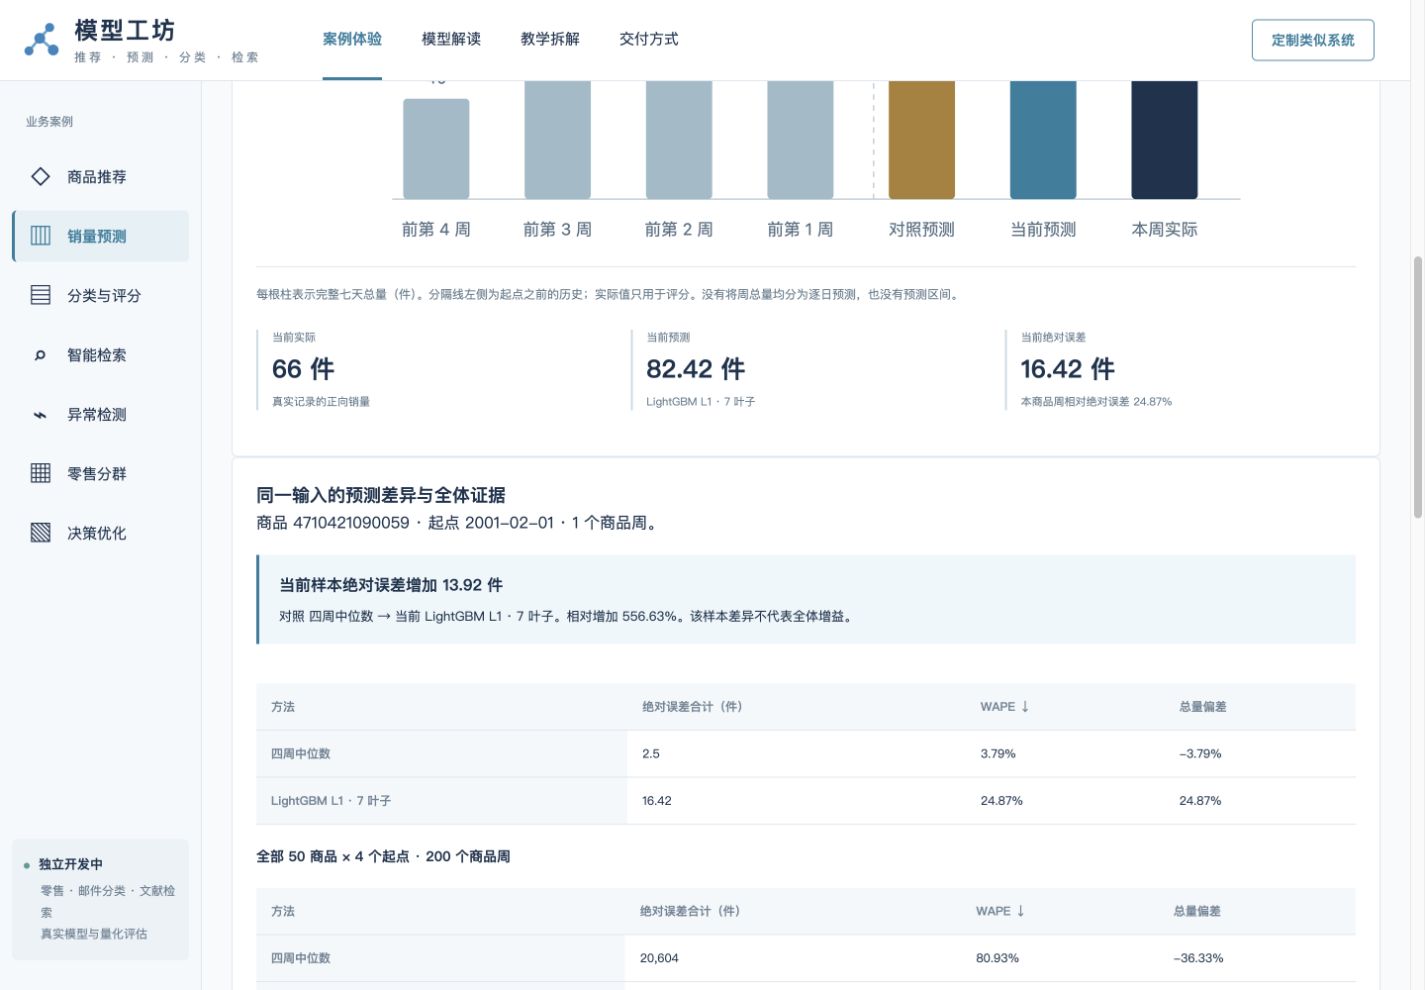 模型工坊
推荐 · 预测 · 分类 · 检索
案例体验 模型解读 教学拆解 交付方式
定制类似系统
业务案例
商品推荐
销量预测
分类与评分
智能检索
异常检测
零售分群
决策优化
独立开发中
零售 · 邮件分类 · 文献检
索
真实模型与量化评估
前第 4 周 前第 3 周 前第 2 周 前第 1 周 对照预测 当前预测 本周实际
每根柱表示完整七天总量（件）。分隔线左侧为起点之前的历史；实际值只用于评分。没有将周总量均分为逐日预测，也没有预测区间。
当前实际
66 件
真实记录的正向销量
当前预测
82.42 件
LightGBM L1 · 7 叶子
当前绝对误差
16.42 件
本商品周相对绝对误差 24.87%
同一输入的预测差异与全体证据
商品 4710421090059 · 起点 2001-02-01 · 1 个商品周。
当前样本绝对误差增加 13.92 件
对照 四周中位数 → 当前 LightGBM L1 · 7 叶子。相对增加 556.63%。该样本差异不代表全体增益。
方法 绝对误差合计（件） WAPE ↓ 总量偏差
四周中位数 2.5 3.79% -3.79%
LightGBM L1 · 7 叶子 16.42 24.87% 24.87%
全部 50 商品 × 4 个起点 · 200 个商品周
方法 绝对误差合计（件） WAPE ↓ 总量偏差
四周中位数 20,604 80.93% -36.33%